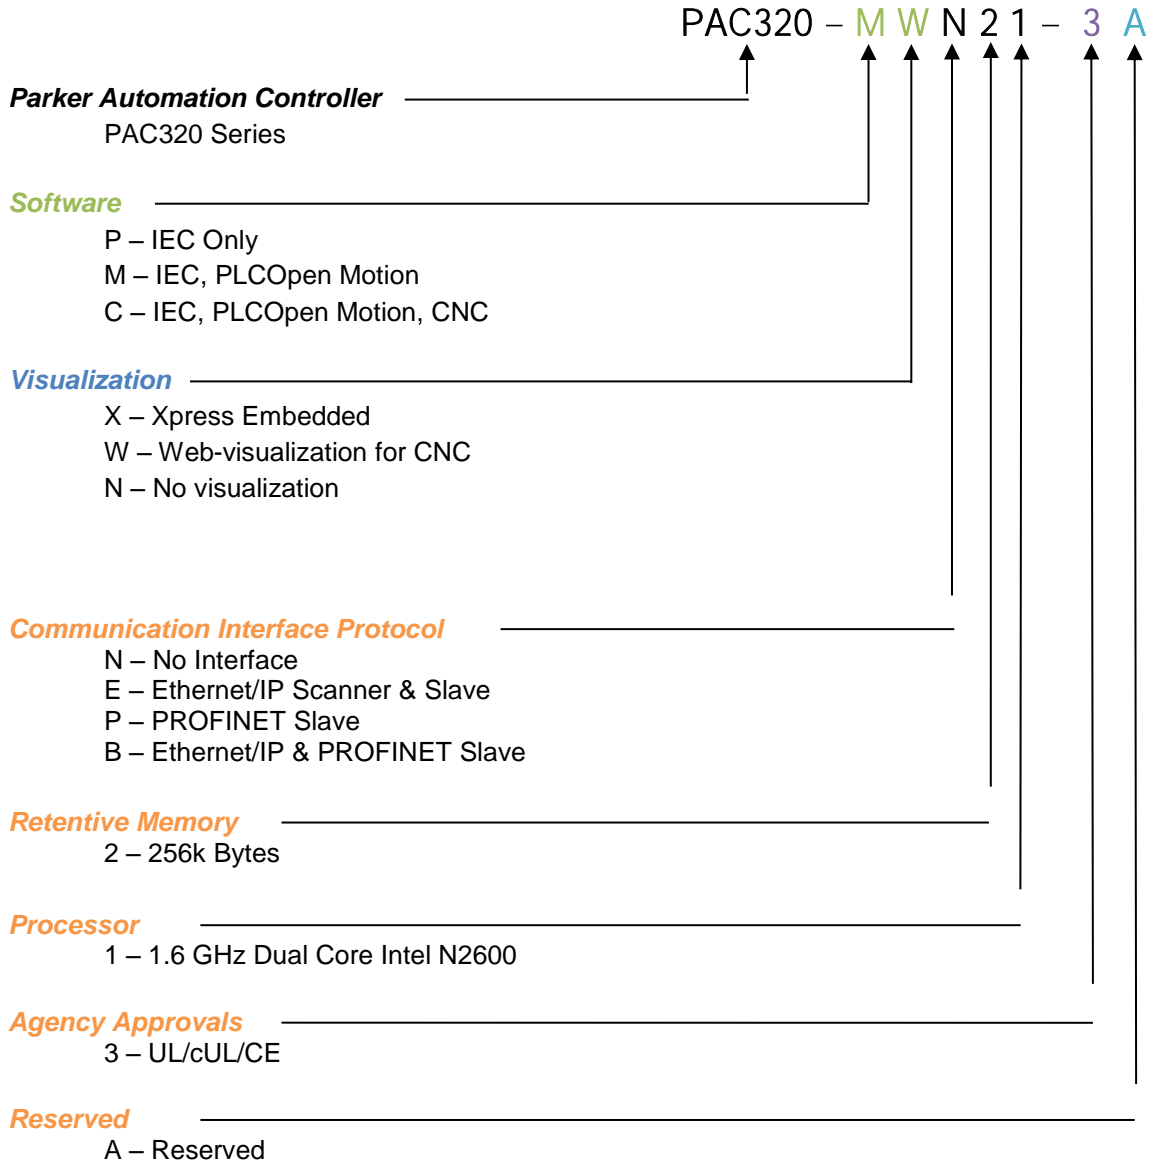 PAC320 – M W N 2 1 – 3 A
Parker Automation Controller
PAC320 Series
Software
P – IEC Only
M – IEC, PLCOpen Motion
C – IEC, PLCOpen Motion, CNC
Visualization
X – Xpress Embedded
W – Web-visualization for CNC
N – No visualization
Communication Interface Protocol
N – No Interface
E – Ethernet/IP Scanner & Slave
P – PROFINET Slave
B – Ethernet/IP & PROFINET Slave
Retentive Memory
2 – 256k Bytes
Processor
1 – 1.6 GHz Dual Core Intel N2600
Agency Approvals
3 – UL/cUL/CE
Reserved
A – Reserved